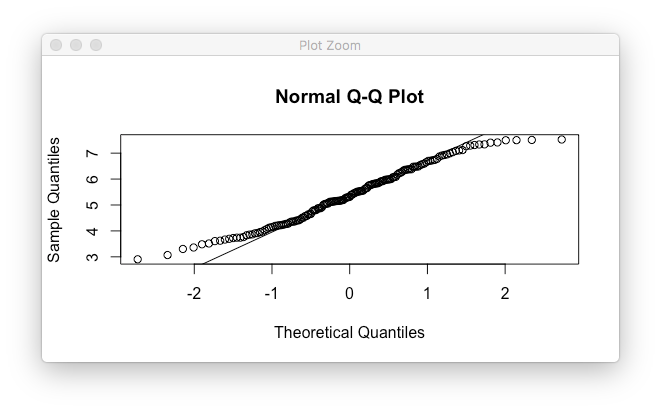 Plot Zoom
Normal Q-Q Plot
Sample Quantiles
7
6
5
4
3
-2 -1 0 1 2
Theoretical Quantiles